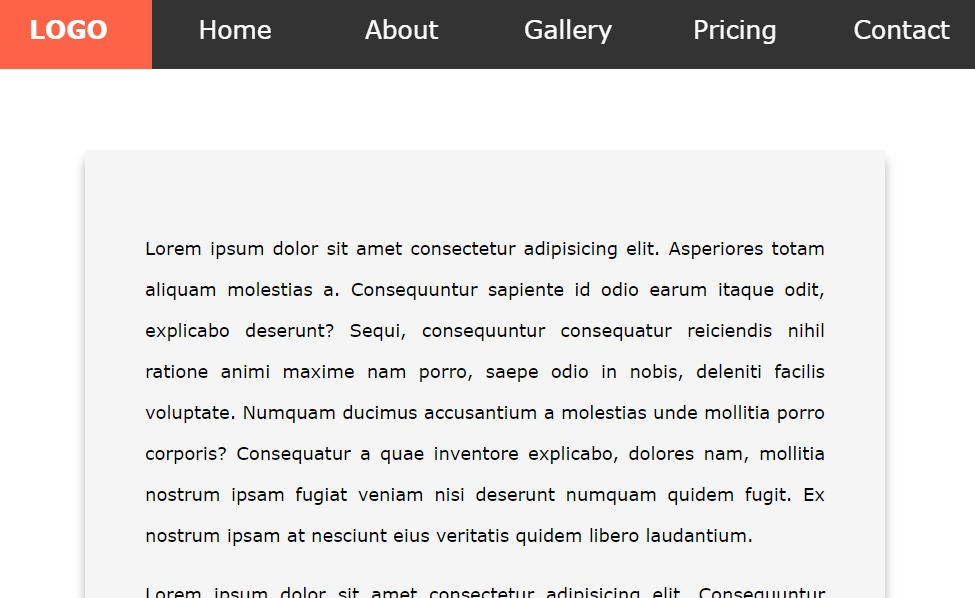 LOGO Home About Gallery Pricing Contact
Lorem ipsum dolor sit amet consectetur adipisicing elit. Asperiores totam
aliquam molestias a. Consequuntur sapiente id odio earum itaque odit,
explicabo deserunt? Sequi, consequuntur consequatur reiciendis nihil
ratione animi maxime nam porro, saepe odio in nobis, deleniti facilis
voluptate. Numquam ducimus accusantium a molestias unde mollitia porro
corporis? Consequatur a quae inventore explicabo, dolores nam, mollitia
nostrum ipsam fugiat veniam nisi deserunt numquam quidem fugit. Ex
nostrum ipsam at nesciunt eius veritatis quidem libero laudantium.
Lorem ipsum dolor sit amet consectetur adipisicing elit. Consequuntur